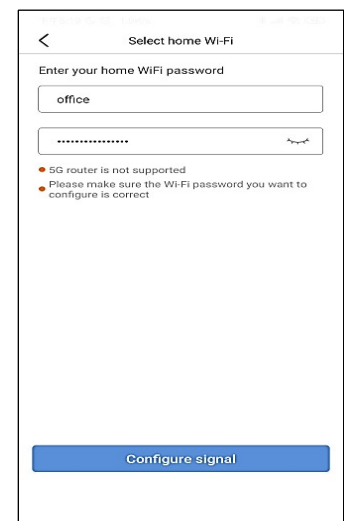 Select home Wi-Fi
Enter your home WiFi password
office
••••••••••••••••
5G router is not supported
Please make sure the Wi-Fi password you want to
configure is correct
Configure signal